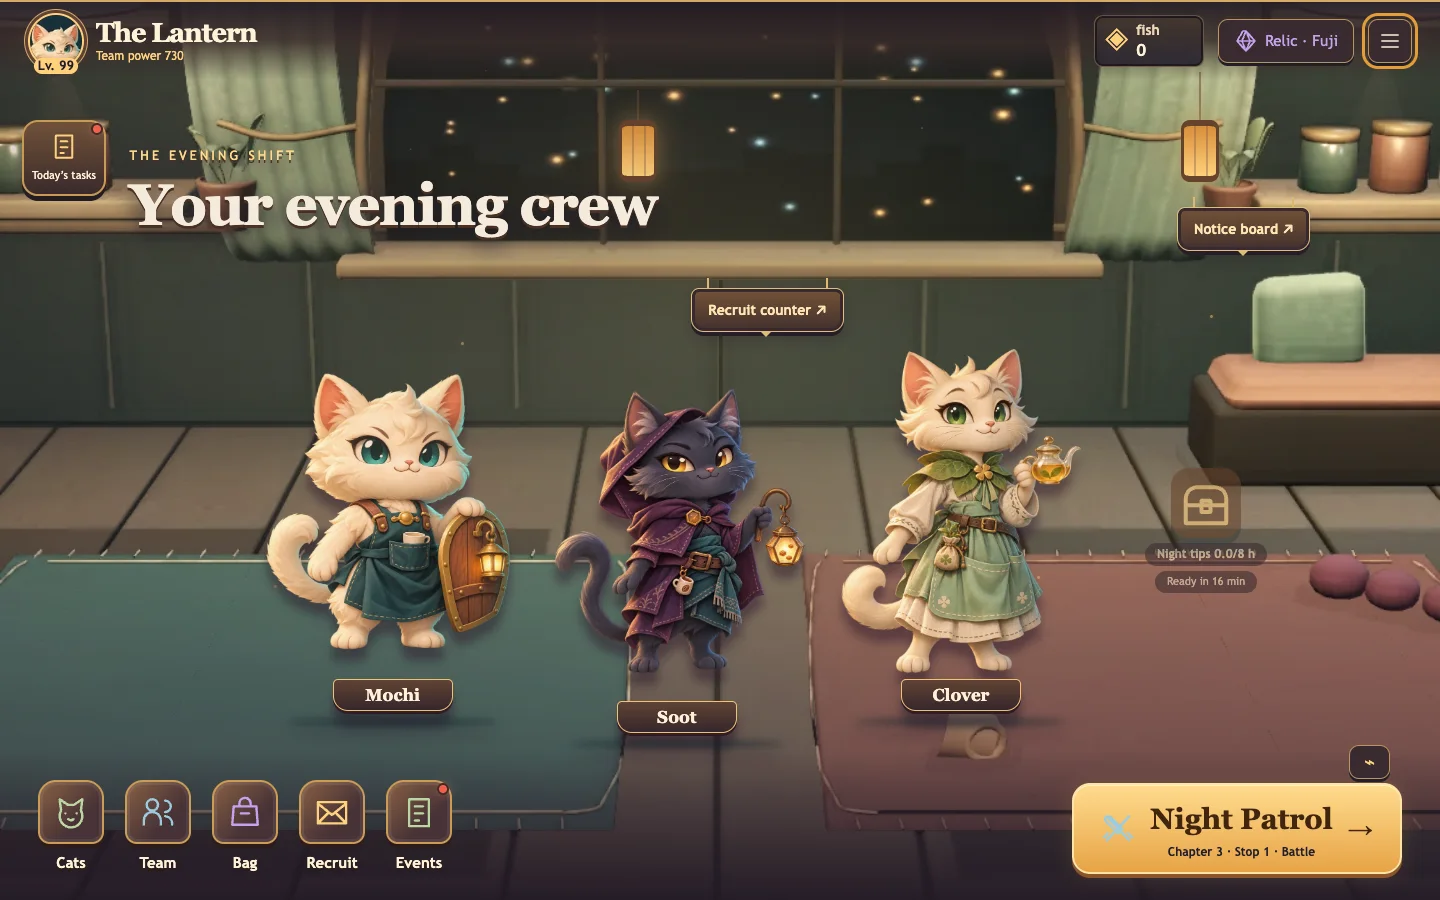 The Lantern
Team power 730
Lv. 99
fish
0
Relic · Fuji
Today's tasks
THE EVENING SHIFT
Your evening crew
Notice board ↗
Recruit counter ↗
Night tips 0.0/8 h
Ready in 16 min
Mochi
Soot
Clover
Cats
Team
Bag
Recruit
Events
Night Patrol →
Chapter 3 · Stop 1 · Battle